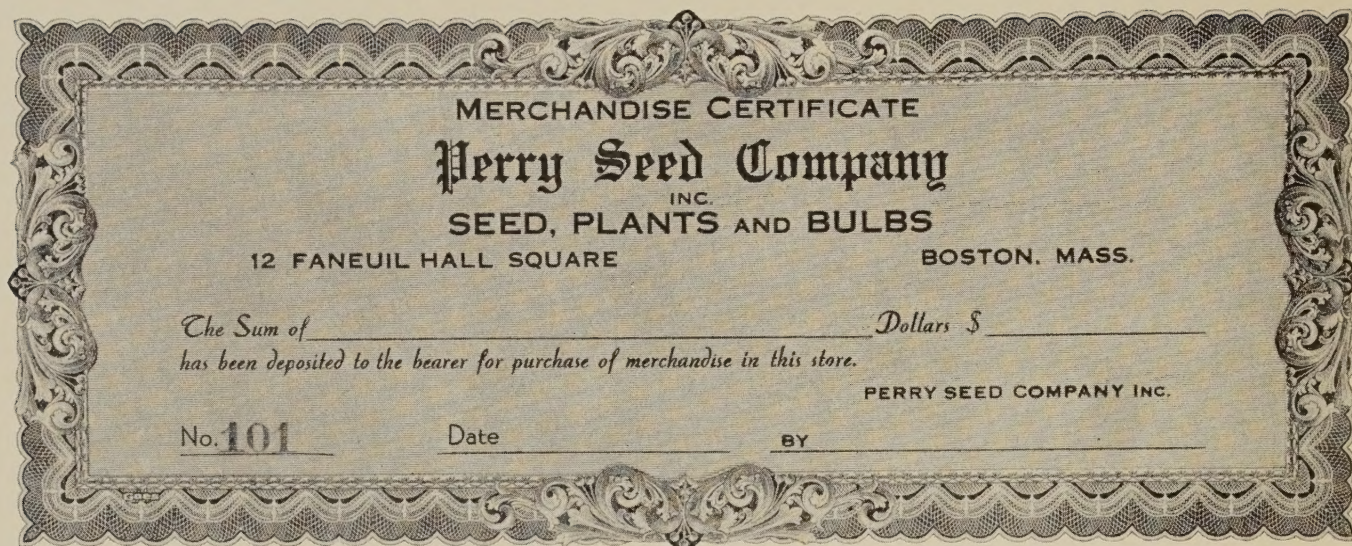 MERCHANDISE CERTIFICATE
Perry Seed Company
INC.
SEED, PLANTS AND BULBS
12 FANEUIL HALL SQUARE BOSTON, MASS.
The Sum of Dollars $
has been deposited to the bearer for purchase of merchandise in this store.
PERRY SEED COMPANY INC.
No. 101 Date BY